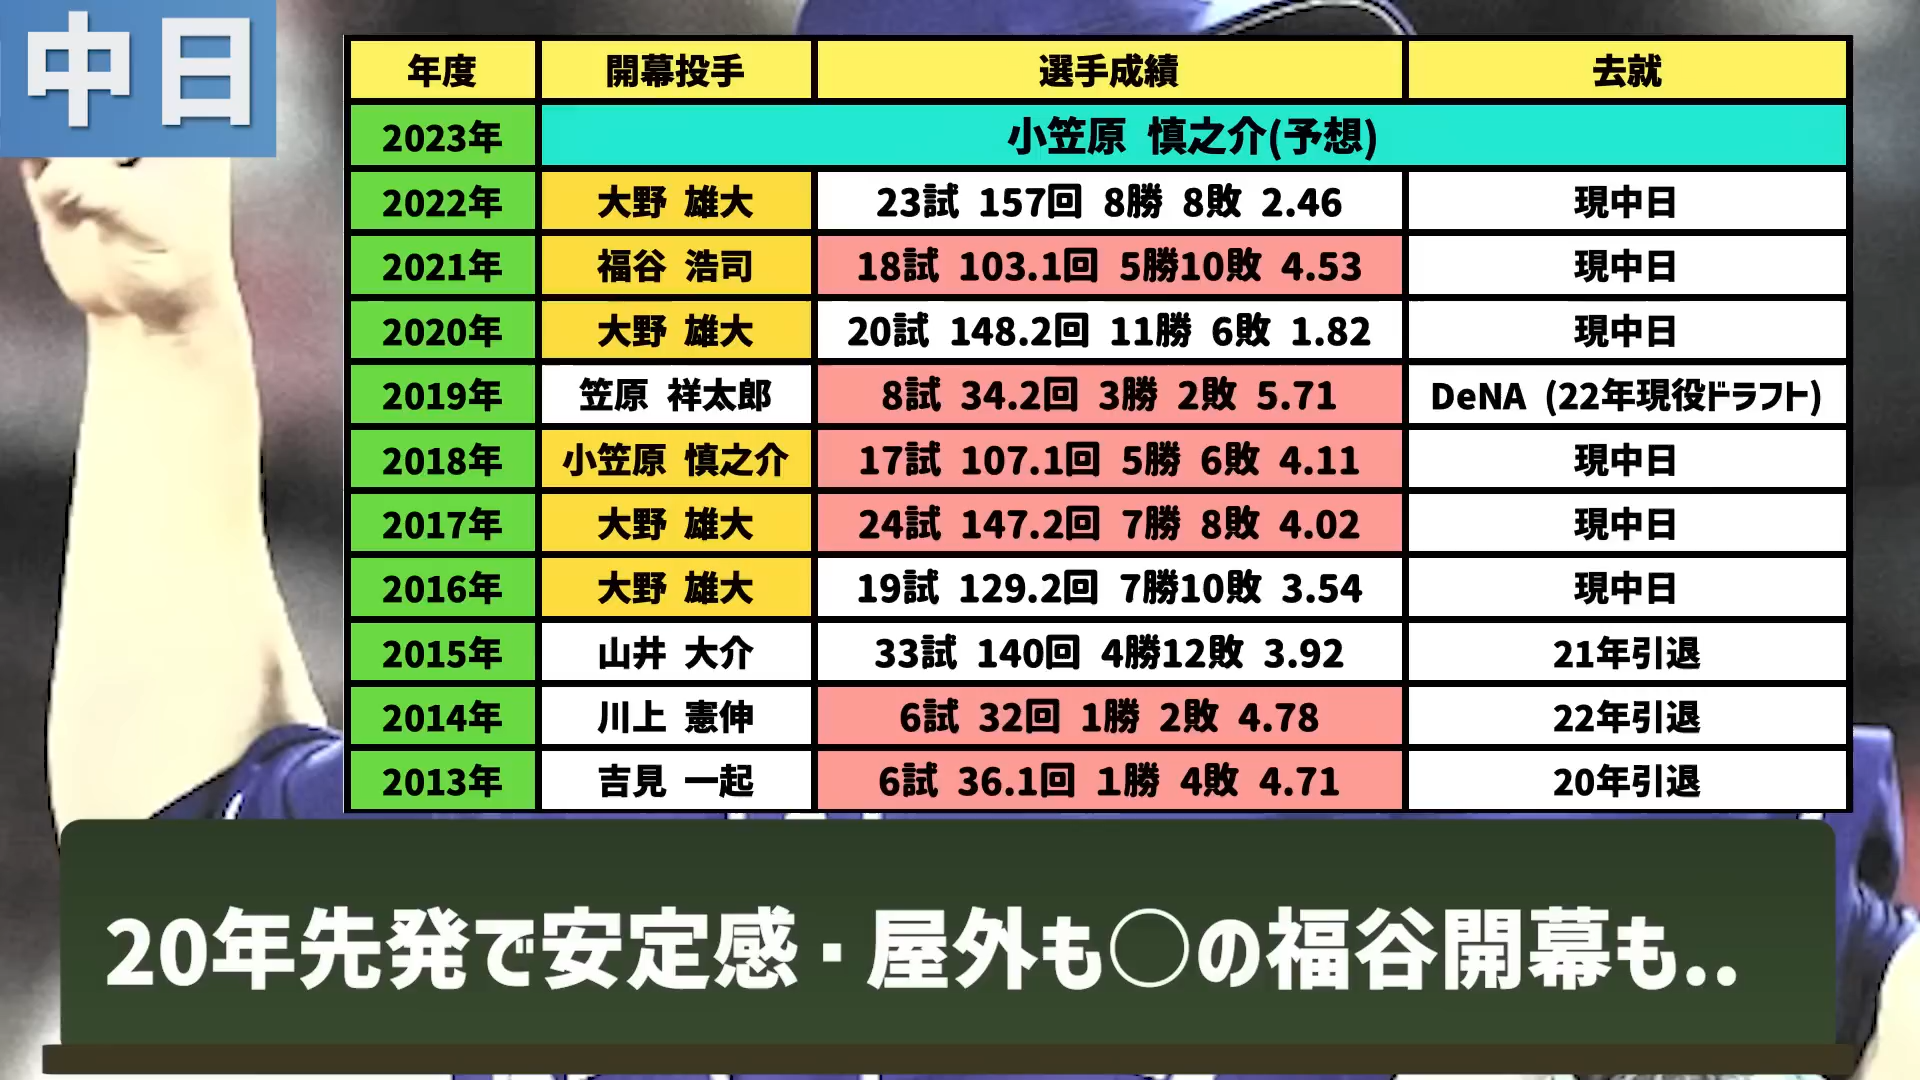 中日
年度 開幕投手 選手成績 去就
2023年 小笠原 慎之介(予想)
2022年 大野 雄大 23試 157回 8勝 8敗 2.46 現中日
2021年 福谷 浩司 18試 103.1回 5勝10敗 4.53 現中日
2020年 大野 雄大 20試 148.2回 11勝 6敗 1.82 現中日
2019年 笠原 祥太郎 8試 34.2回 3勝 2敗 5.71 DeNA (22年現役ドラフト)
2018年 小笠原 慎之介 17試 107.1回 5勝 6敗 4.11 現中日
2017年 大野 雄大 24試 147.2回 7勝 8敗 4.02 現中日
2016年 大野 雄大 19試 129.2回 7勝10敗 3.54 現中日
2015年 山井 大介 33試 140回 4勝12敗 3.92 21年引退
2014年 川上 憲伸 6試 32回 1勝 2敗 4.78 22年引退
2013年 吉見 一起 6試 36.1回 1勝 4敗 4.71 20年引退
20年先発で安定感・屋外も◯の福谷開幕も..